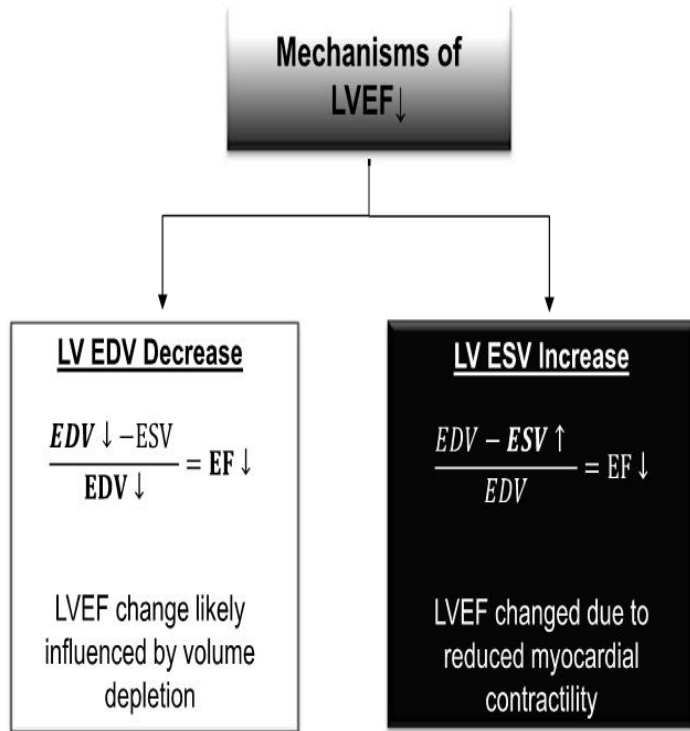 Mechanisms of
LVEF↓
LV EDV Decrease
EDV ↓ −ESV
EDV ↓
= EF ↓
LVEF change likely
influenced by volume
depletion
LV ESV Increase
EDV − ESV ↑
EDV
= EF ↓
LVEF changed due to
reduced myocardial
contractility